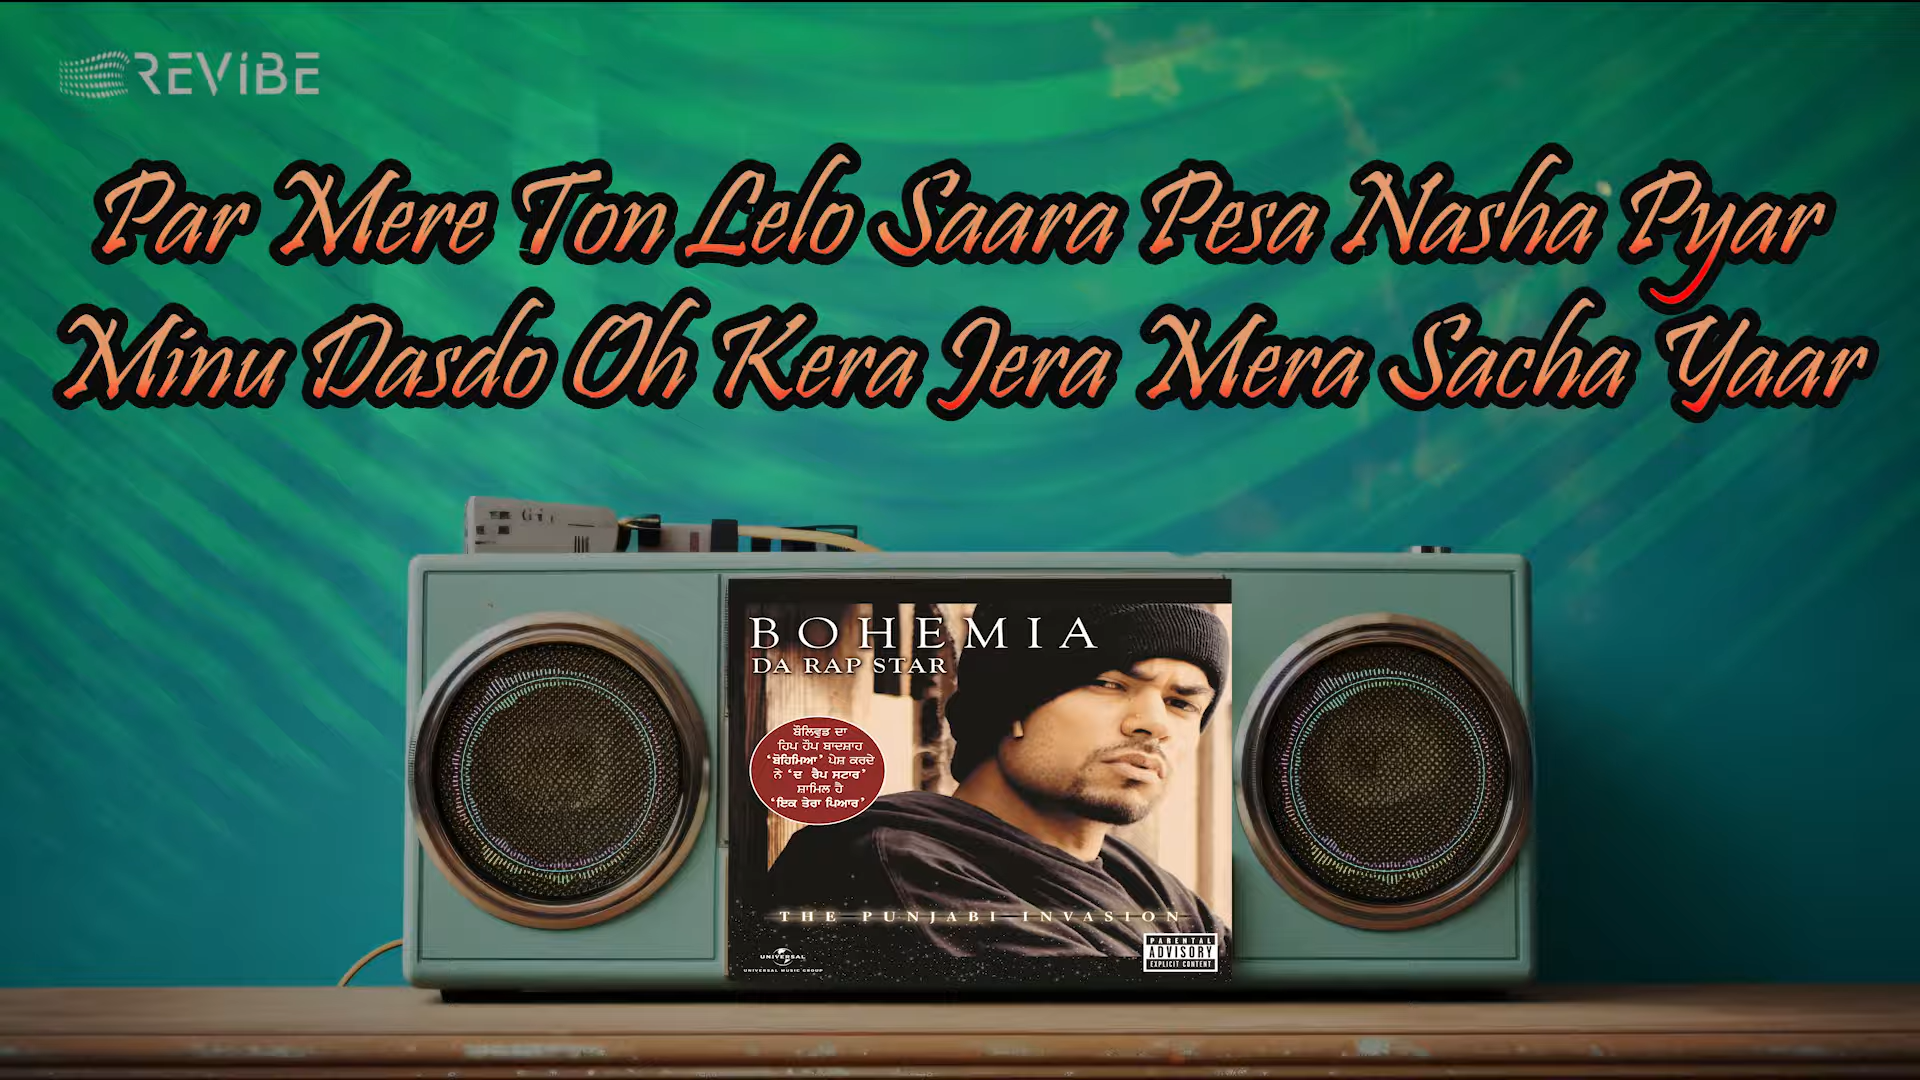 REViBE
Par Mere Ton Lelo Saara Pesa Nasha Pyar
Minu Dasdo Oh Kera Jera Mera Sacha Yaar
BOHEMIA
DA RAP STAR
ਬੌਲਿਵੁਡ ਦਾ
ਹਿਪ ਹੌਪ ਬਾਦਸ਼ਾਹ
'ਬੋਹਿਮਿਆ' ਪੇਸ਼ ਕਰਦੇ
ਨੇ 'ਦ ਰੈਪ ਸਟਾਰ'
ਸ਼ਾਮਿਲ ਹੈ
'ਇਕ ਤੇਰਾ ਪਿਆਰ'
THE PUNJABI INVASION
UNIVERSAL
UNIVERSAL MUSIC GROUP
PARENTAL
ADVISORY
EXPLICIT CONTENT